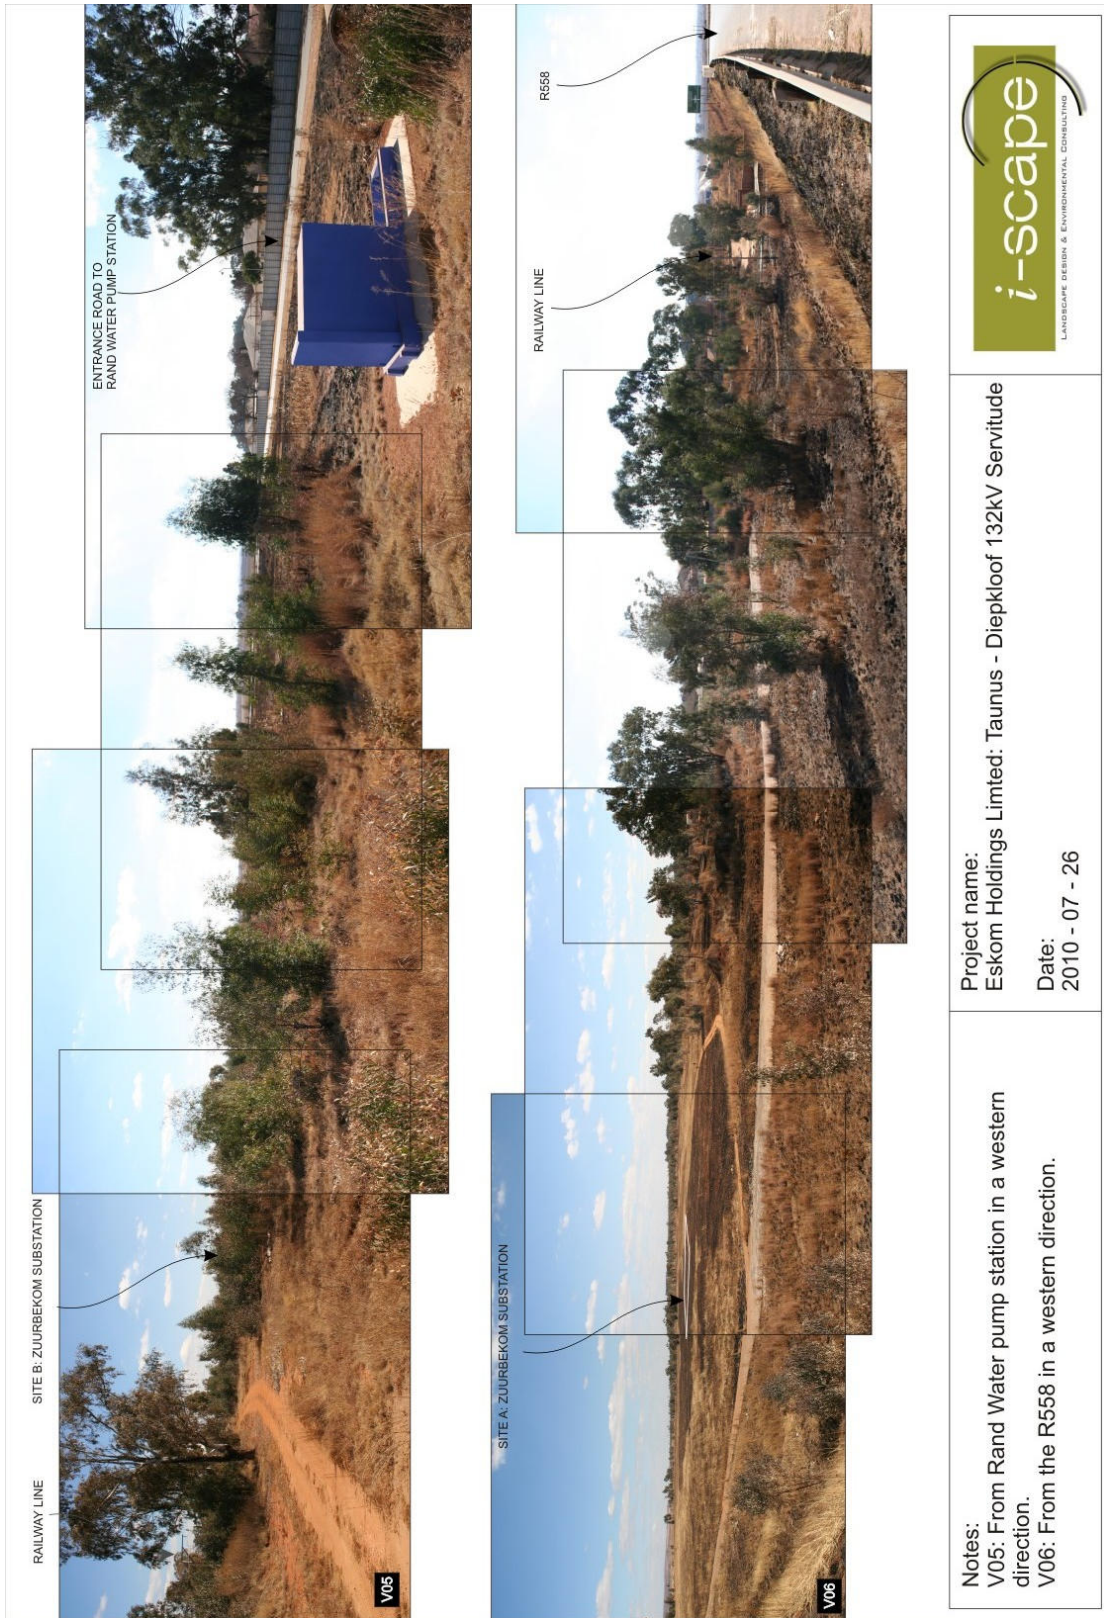 RAILWAY LINE
SITE B: ZUURBEKOM SUBSTATION
ENTRANCE ROAD TO
RAND WATER PUMP STATION
V05
SITE A: ZUURBEKOM SUBSTATION
RAILWAY LINE
R558
V06
Notes:
V05: From Rand Water pump station in a western
direction.
V06: From the R558 in a western direction.
Project name:
Eskom Holdings Limted: Taunus - Diepkloof 132kV Servitude
Date:
2010 - 07 - 26
i-scape
LANDSCAPE DESIGN & ENVIRONMENTAL CONSULTING